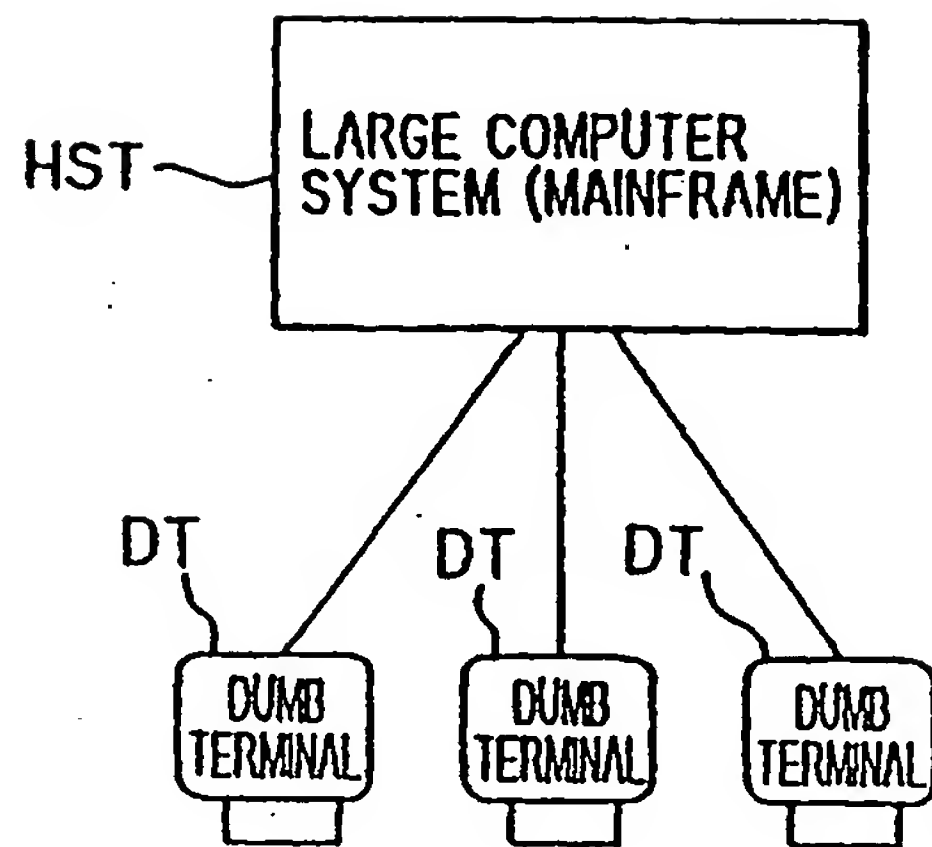 HST
LARGE COMPUTER
SYSTEM (MAINFRAME)
DT
DT
DT
DUMB
TERMINAL
DUMB
TERMINAL
DUMB
TERMINAL